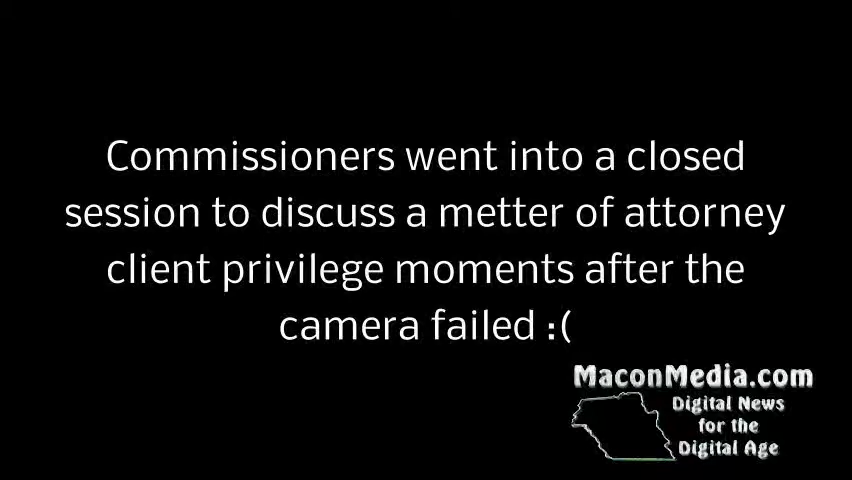 Commissioners went into a closed
session to discuss a metter of attorney
client privilege moments after the
camera failed :(
MaconMedia.com
Digital News
for the
Digital Age